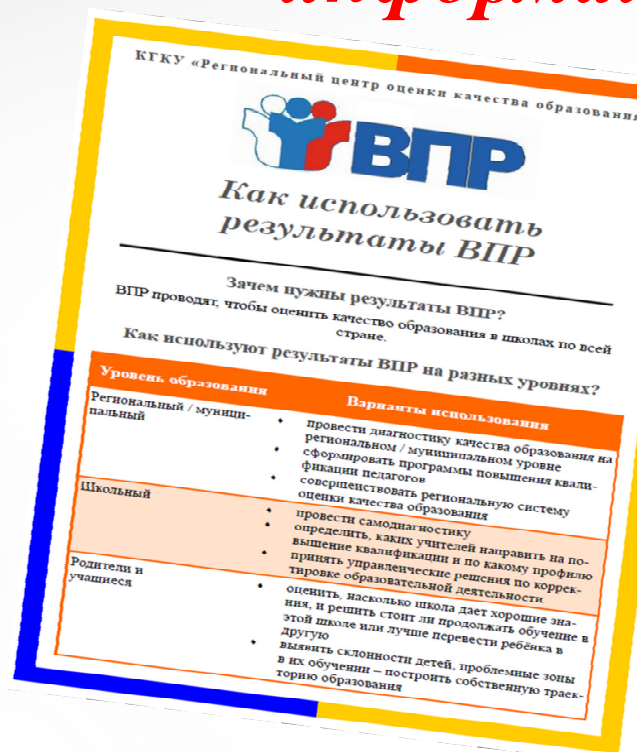 КГКУ «Региональный центр оценки качества образования
ВПР
Как использовать
результаты ВПР
Зачем нужны результаты ВПР?
ВПР проводят, чтобы оценить качество образования в школах по всей
стране.
Как используют результаты ВПР на разных уровнях?
Уровень образования
Варианты использования
Региональный / муници-
пальный
• провести диагностику качества образования на
региональном / муниципальном уровне
• сформировать программы повышения квали-
фикации педагогов
• совершенствовать региональную систему
оценки качества образования
Школьный
• провести самодиагностику
• определить, каких учителей направить на по-
вышение квалификации и по какому профилю
• принять управленческие решения по коррек-
тировке образовательной деятельности
Родители и
учащиеся
• оценить, насколько школа дает хорошие зна-
ния, и решить стоит ли продолжать обучение в
этой школе или лучше перевести ребёнка в
другую
• выявить склонности детей, проблемные зоны
в их обучении – построить собственную траек-
торию образования